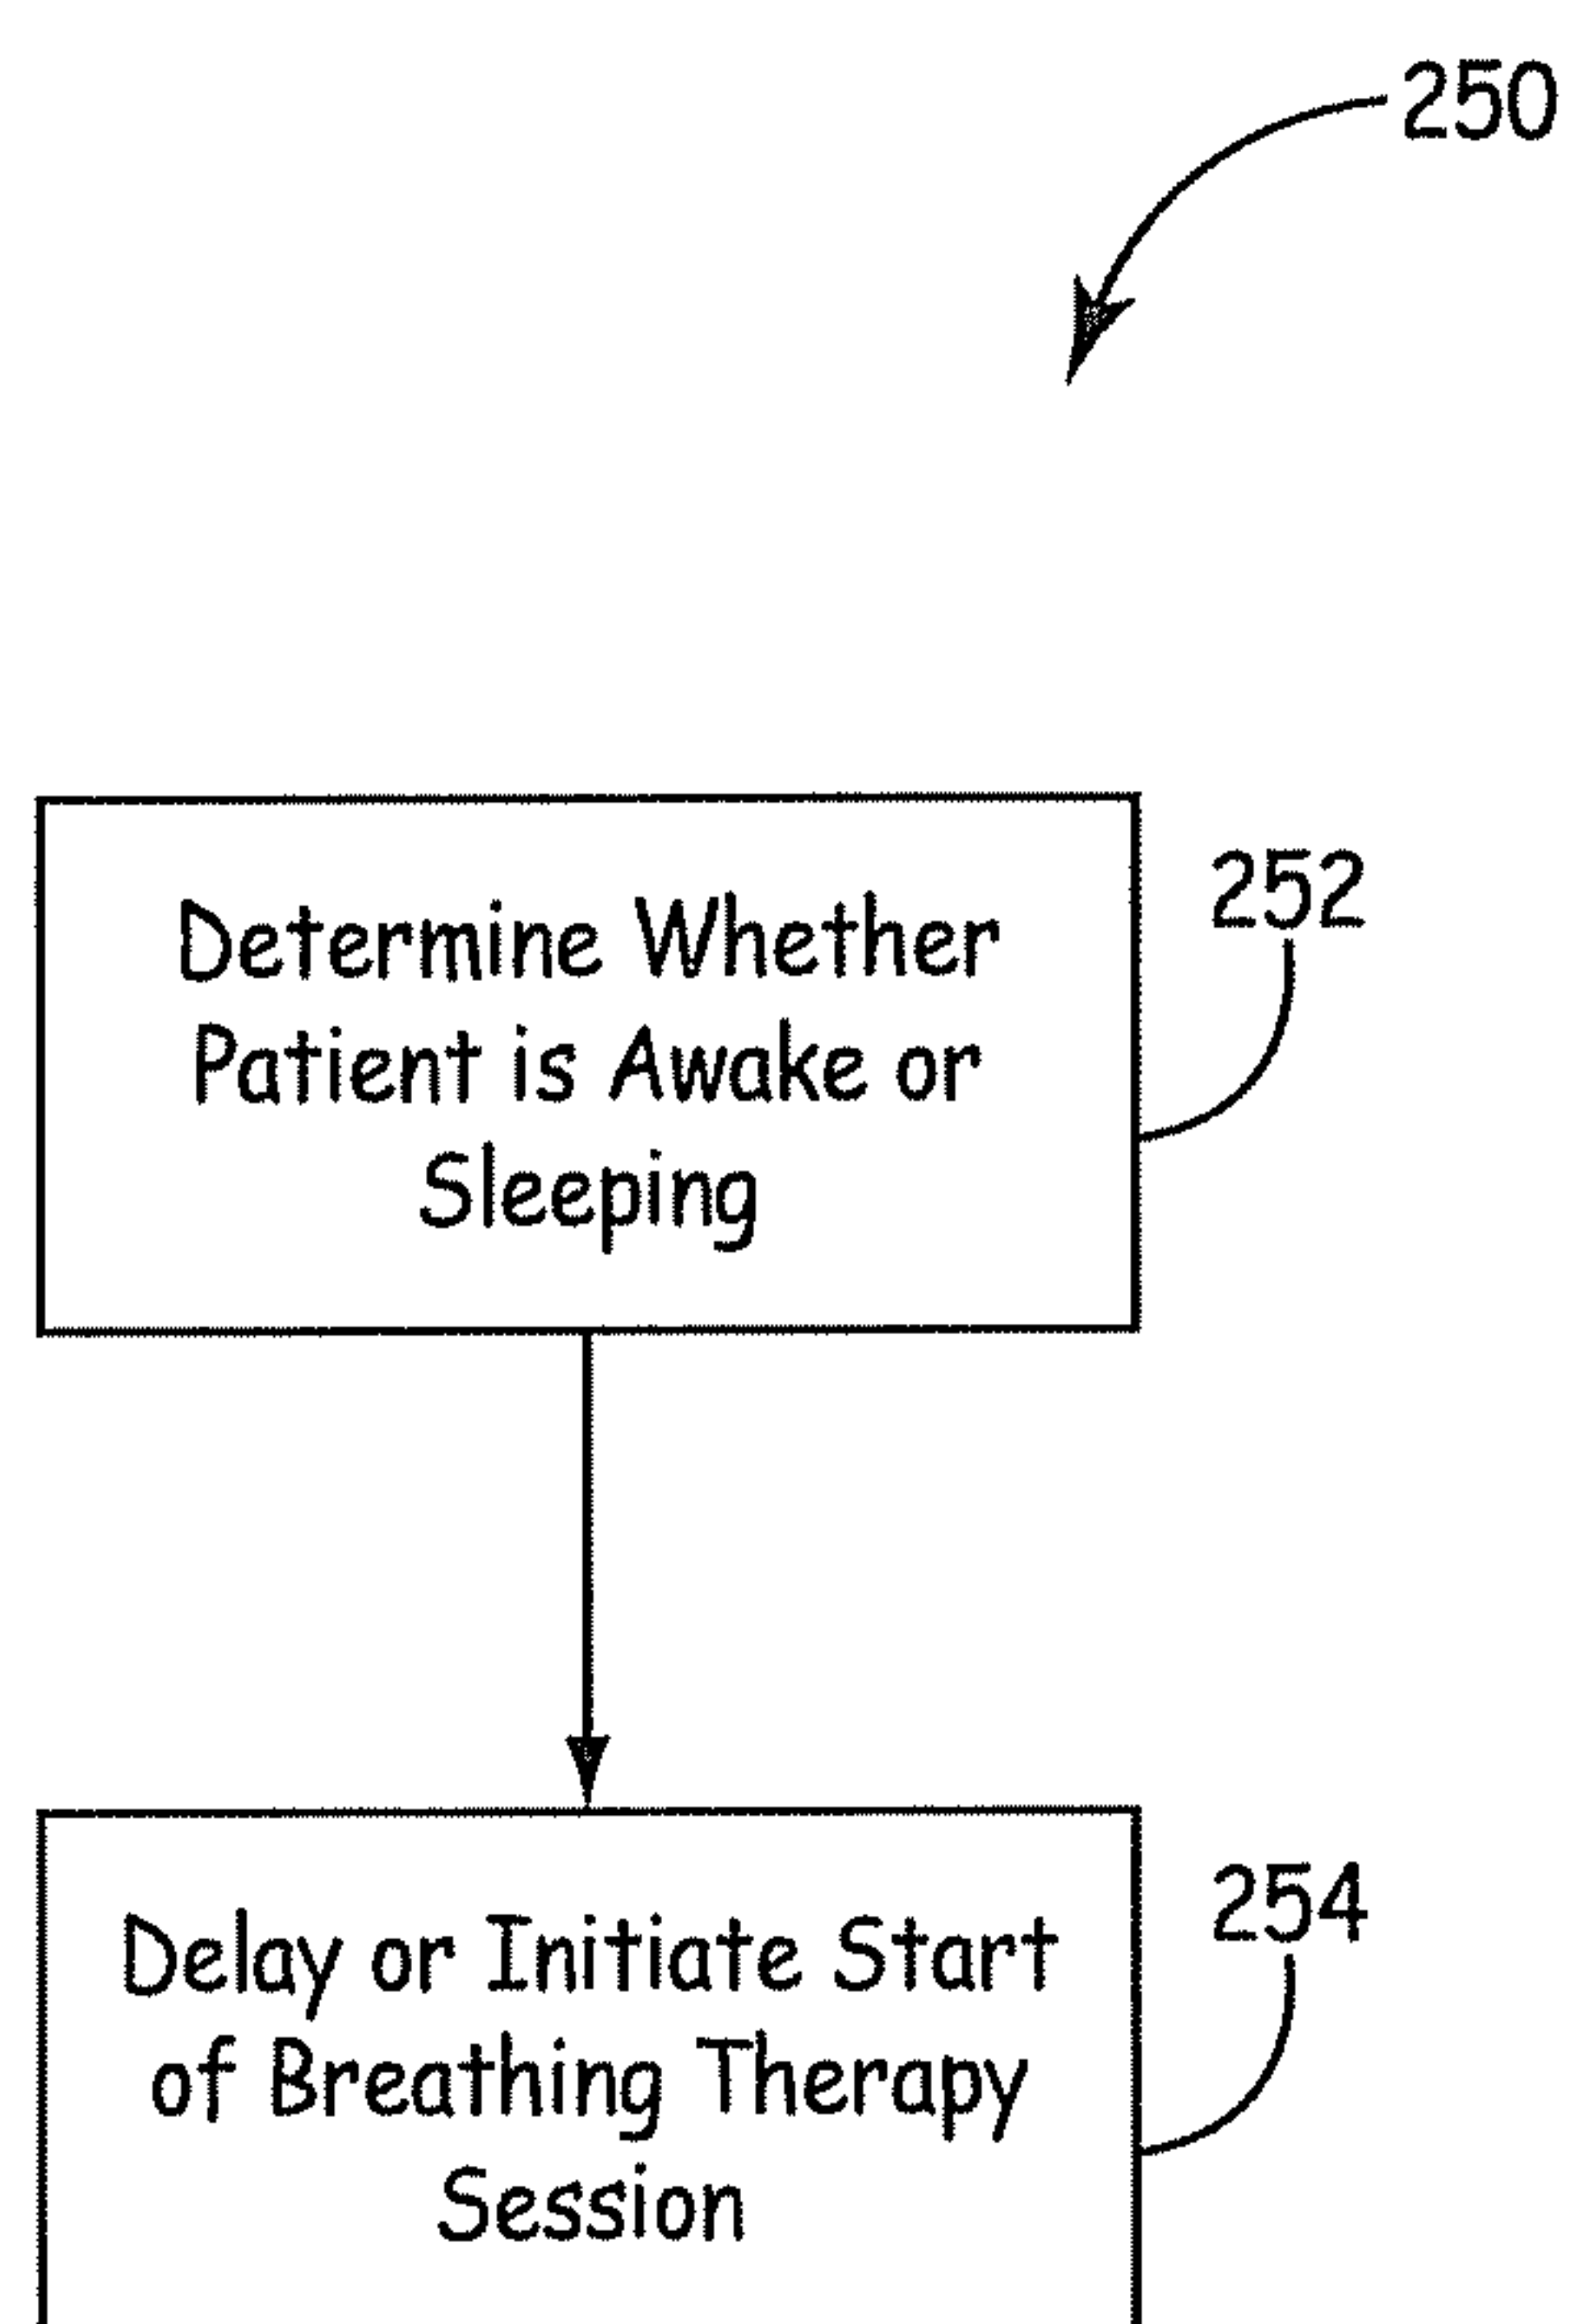 250
Determine Whether
Patient is Awake or
Sleeping
252
Delay or Initiate Start
of Breathing Therapy
Session
254